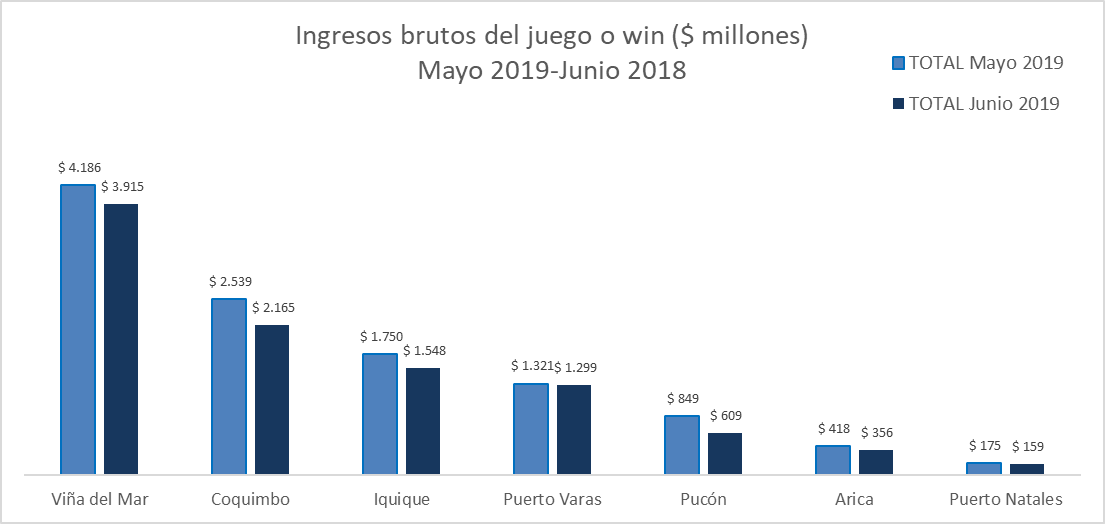 Ingresos brutos del juego o win ($ millones)
Mayo 2019-Junio 2018
TOTAL Mayo 2019
TOTAL Junio 2019
$ 4.186
$ 3.915
$ 2.539
$ 2.165
$ 1.750
$ 1.548
$ 1.321
$ 1.299
$ 849
$ 609
$ 418
$ 356
$ 175
$ 159
Viña del Mar
Coquimbo
Iquique
Puerto Varas
Pucón
Arica
Puerto Natales